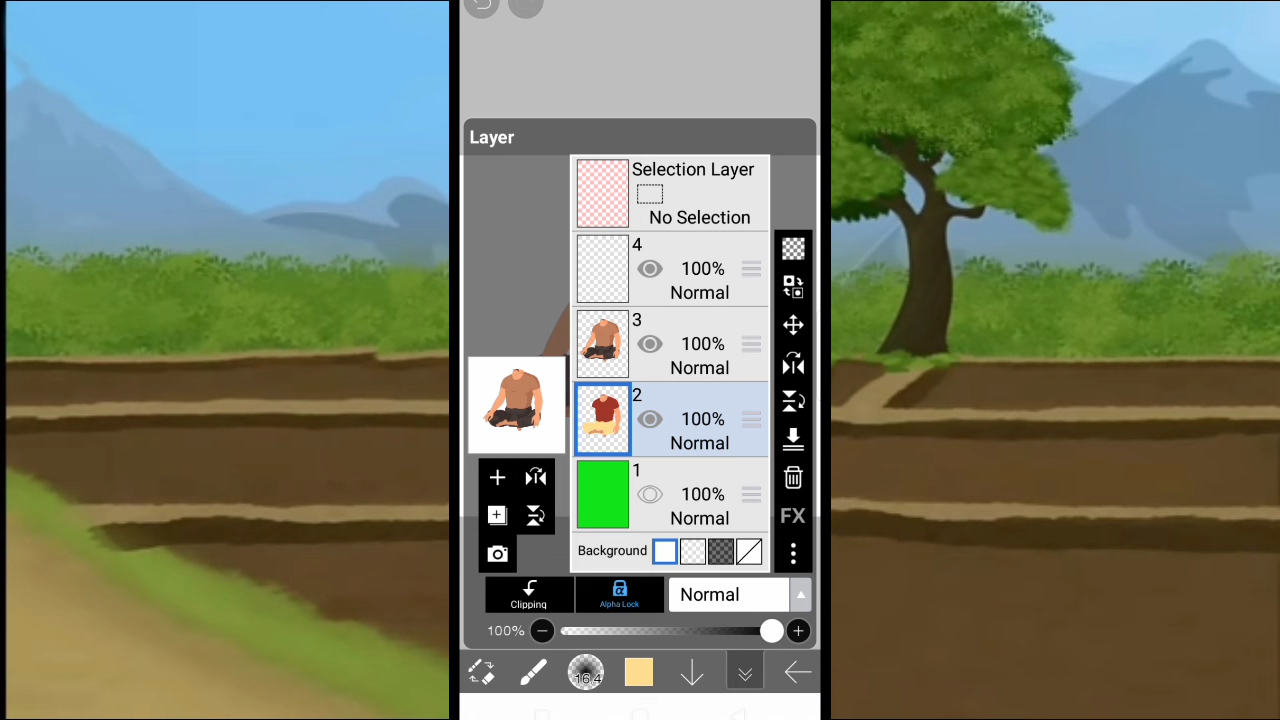 Layer
Selection Layer
No Selection
4
100%
Normal
3
100%
Normal
2
100%
Normal
1
100%
Normal
FX
Background
Clipping
α
Alpha Lock
Normal
100%
16.4